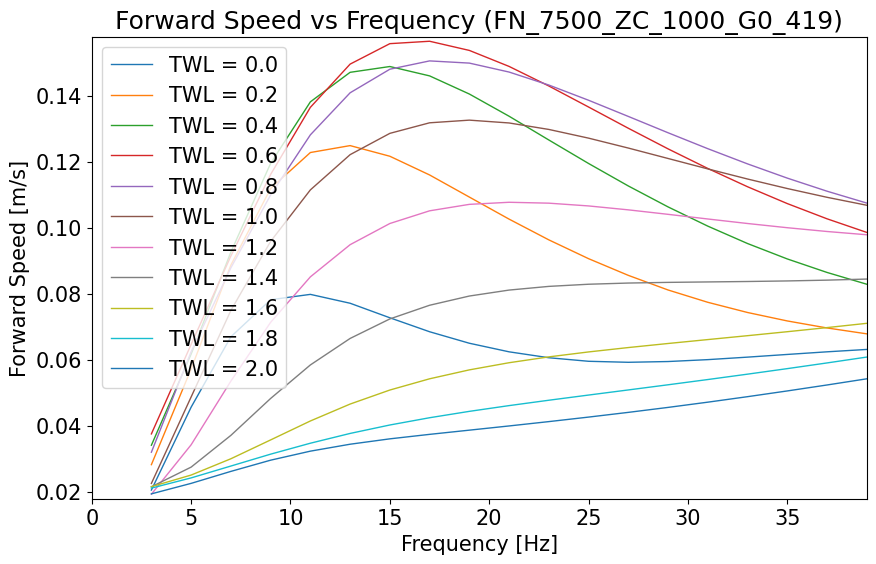 Forward Speed vs Frequency (FN_7500_ZC_1000_G0_419)
Forward Speed [m/s]
0.14
0.12
0.10
0.08
0.06
0.04
0.02
TWL = 0.0
TWL = 0.2
TWL = 0.4
TWL = 0.6
TWL = 0.8
TWL = 1.0
TWL = 1.2
TWL = 1.4
TWL = 1.6
TWL = 1.8
TWL = 2.0
0 5 10 15 20 25 30 35
Frequency [Hz]